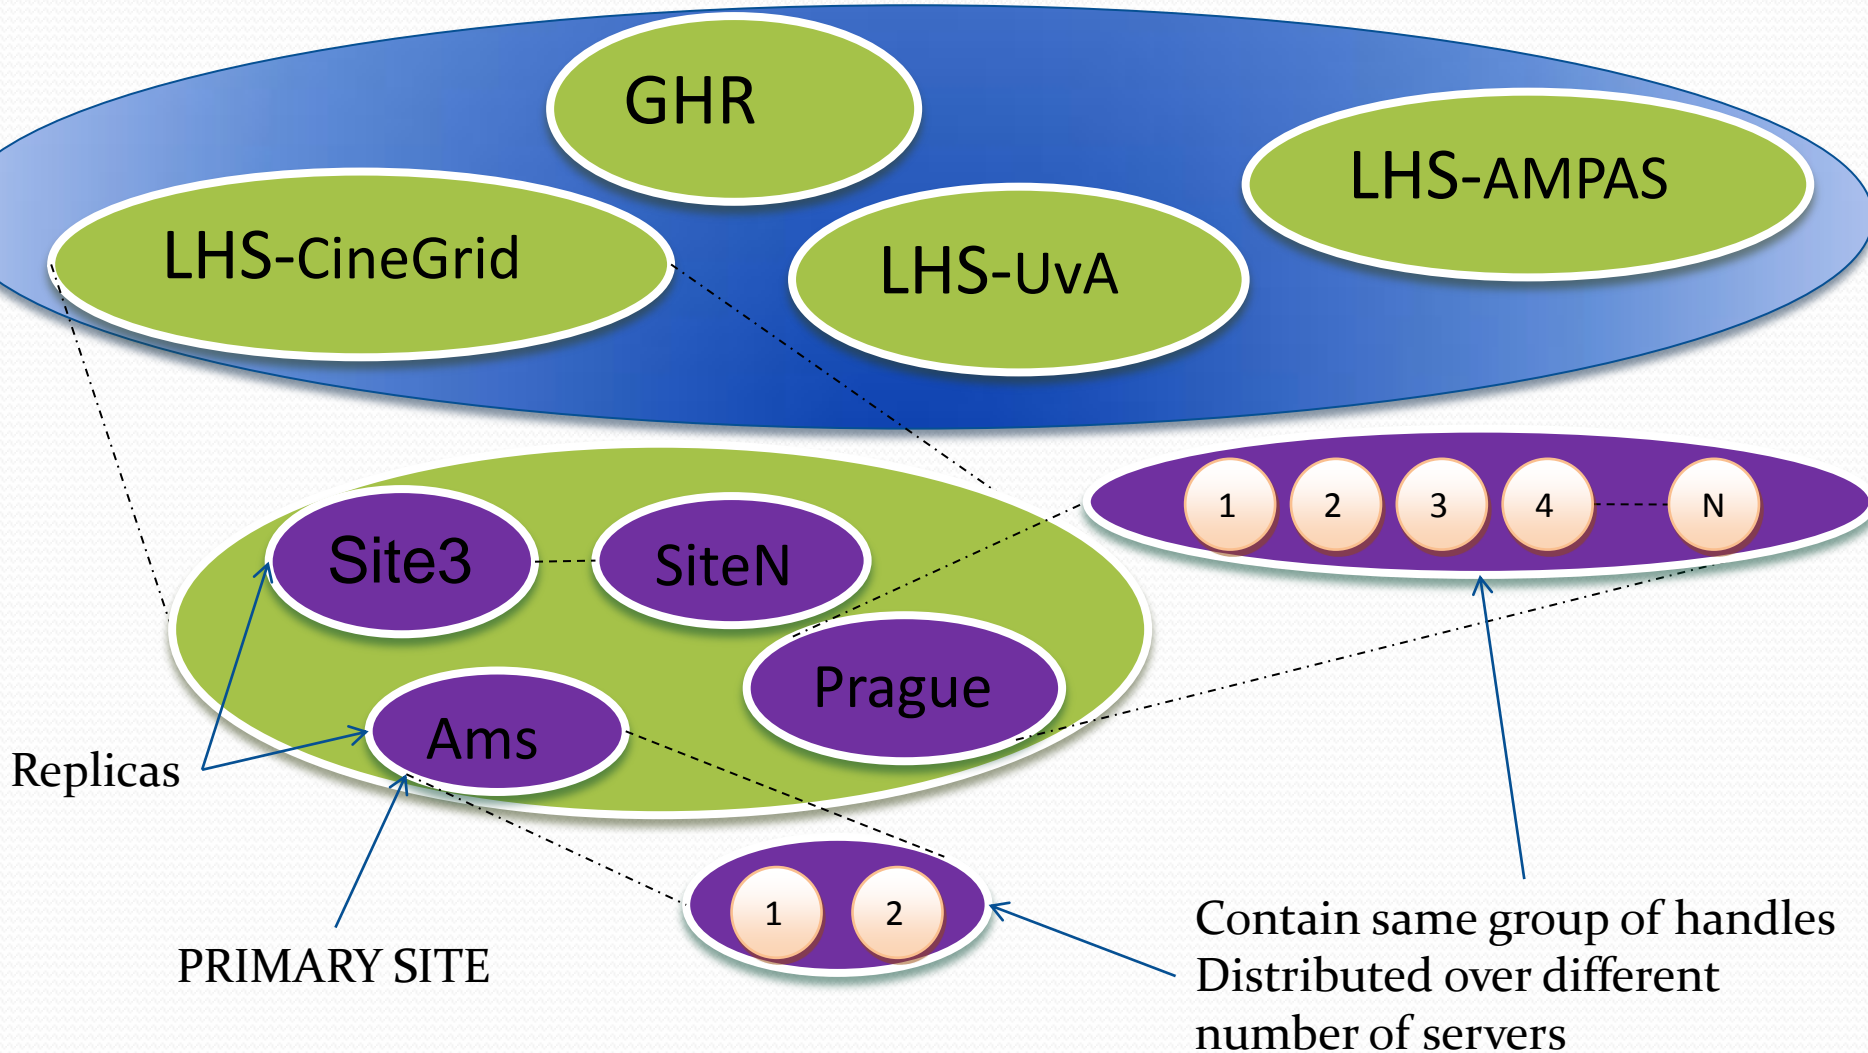 GHR
LHS-AMPAS
LHS-CineGrid
LHS-UvA
1 2 3 4 N
Site3
SiteN
Prague
Ams
Replicas
1 2
PRIMARY SITE
Contain same group of handles
Distributed over different
number of servers